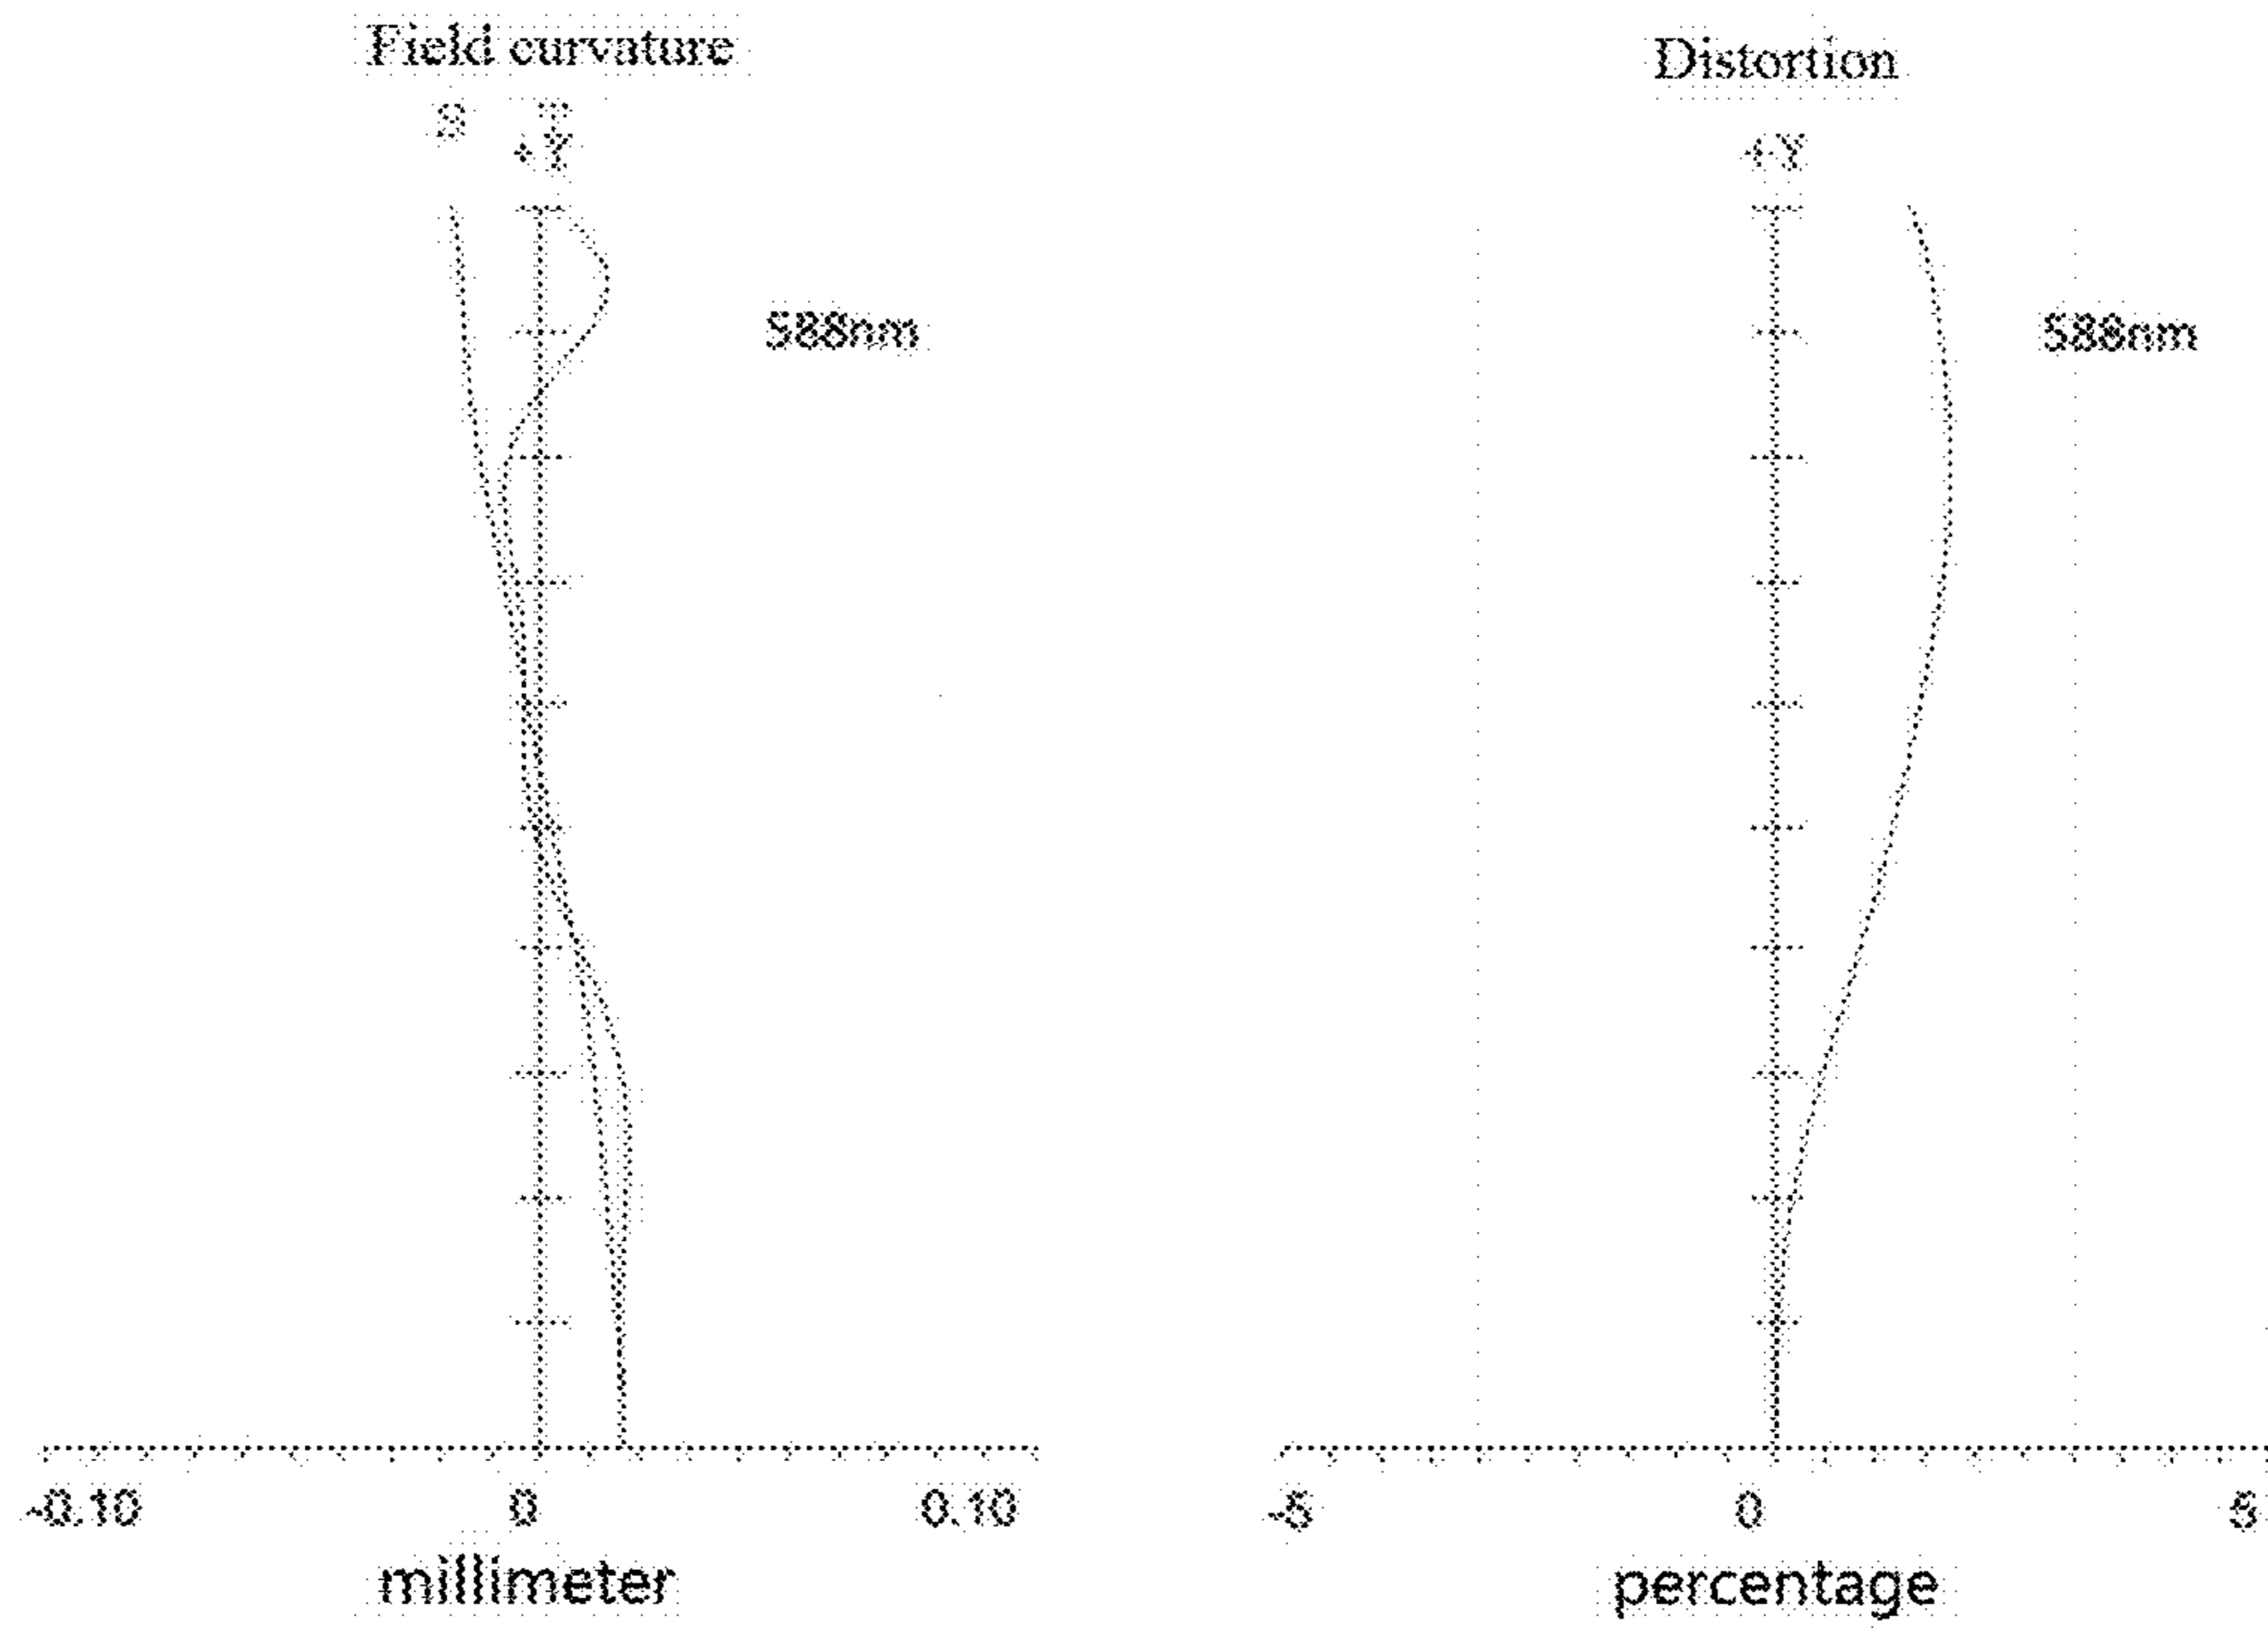 Field curvature
S T
+Y
588nm
-0.10 0 0.10
millimeter
Distortion
+Y
588nm
-5 0 5
percentage